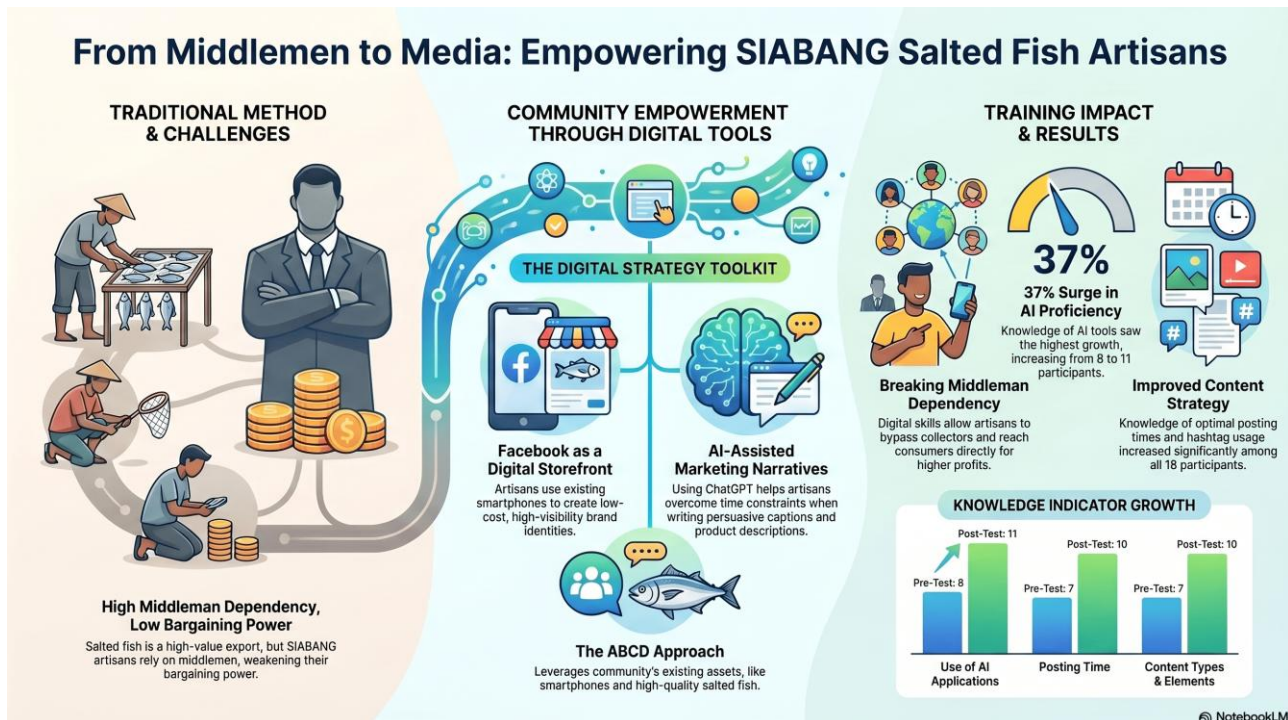 From Middlemen to Media: Empowering SIABANG Salted Fish Artisans
TRADITIONAL METHOD
& CHALLENGES
High Middleman Dependency,
Low Bargaining Power
Salted fish is a high-value export, but SIABANG
artisans rely on middlemen, weakening their
bargaining power.
COMMUNITY EMPOWERMENT
THROUGH DIGITAL TOOLS
THE DIGITAL STRATEGY TOOLKIT
Facebook as a
Digital Storefront
Artisans use existing
smartphones to create low-
cost, high-visibility brand
identities.
AI-Assisted
Marketing Narratives
Using ChatGPT helps artisans
overcome time constraints when
writing persuasive captions and
product descriptions.
The ABCD Approach
Leverages community's existing assets, like
smartphones and high-quality salted fish.
TRAINING IMPACT
& RESULTS
Breaking Middleman
Dependency
Digital skills allow artisans to
bypass collectors and reach
consumers directly for
higher profits.
37%
37% Surge in
AI Proficiency
Knowledge of AI tools saw
the highest growth,
increasing from 8 to 11
participants.
#
#
Improved Content
Strategy
Knowledge of optimal posting
times and hashtag usage
increased significantly among
all 18 participants.
KNOWLEDGE INDICATOR GROWTH
Pre-Test: 8
Post-Test: 11
Use of AI
Applications
Pre-Test: 7
Post-Test: 10
Posting Time
Pre-Test: 7
Post-Test: 10
Content Types
& Elements
NotebookLM